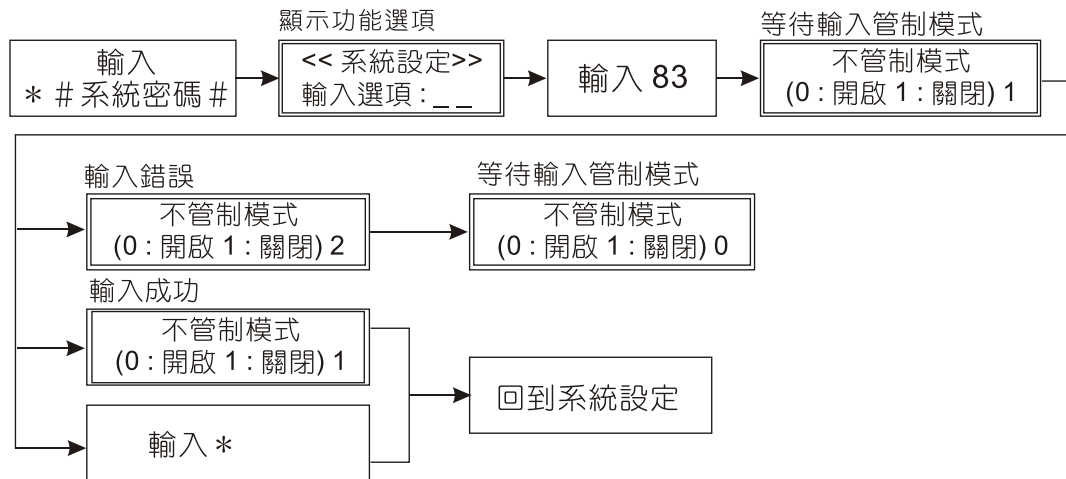 顯示功能選項
等待輸入管制模式
輸入
＊＃系統密碼＃
<< 系統設定>>
輸入選項 : _ _
輸入 83
不管制模式
(0 : 開啟 1 : 關閉) 1
輸入錯誤
等待輸入管制模式
不管制模式
(0 : 開啟 1 : 關閉) 2
不管制模式
(0 : 開啟 1 : 關閉) 0
輸入成功
不管制模式
(0 : 開啟 1 : 關閉) 1
回到系統設定
輸入＊